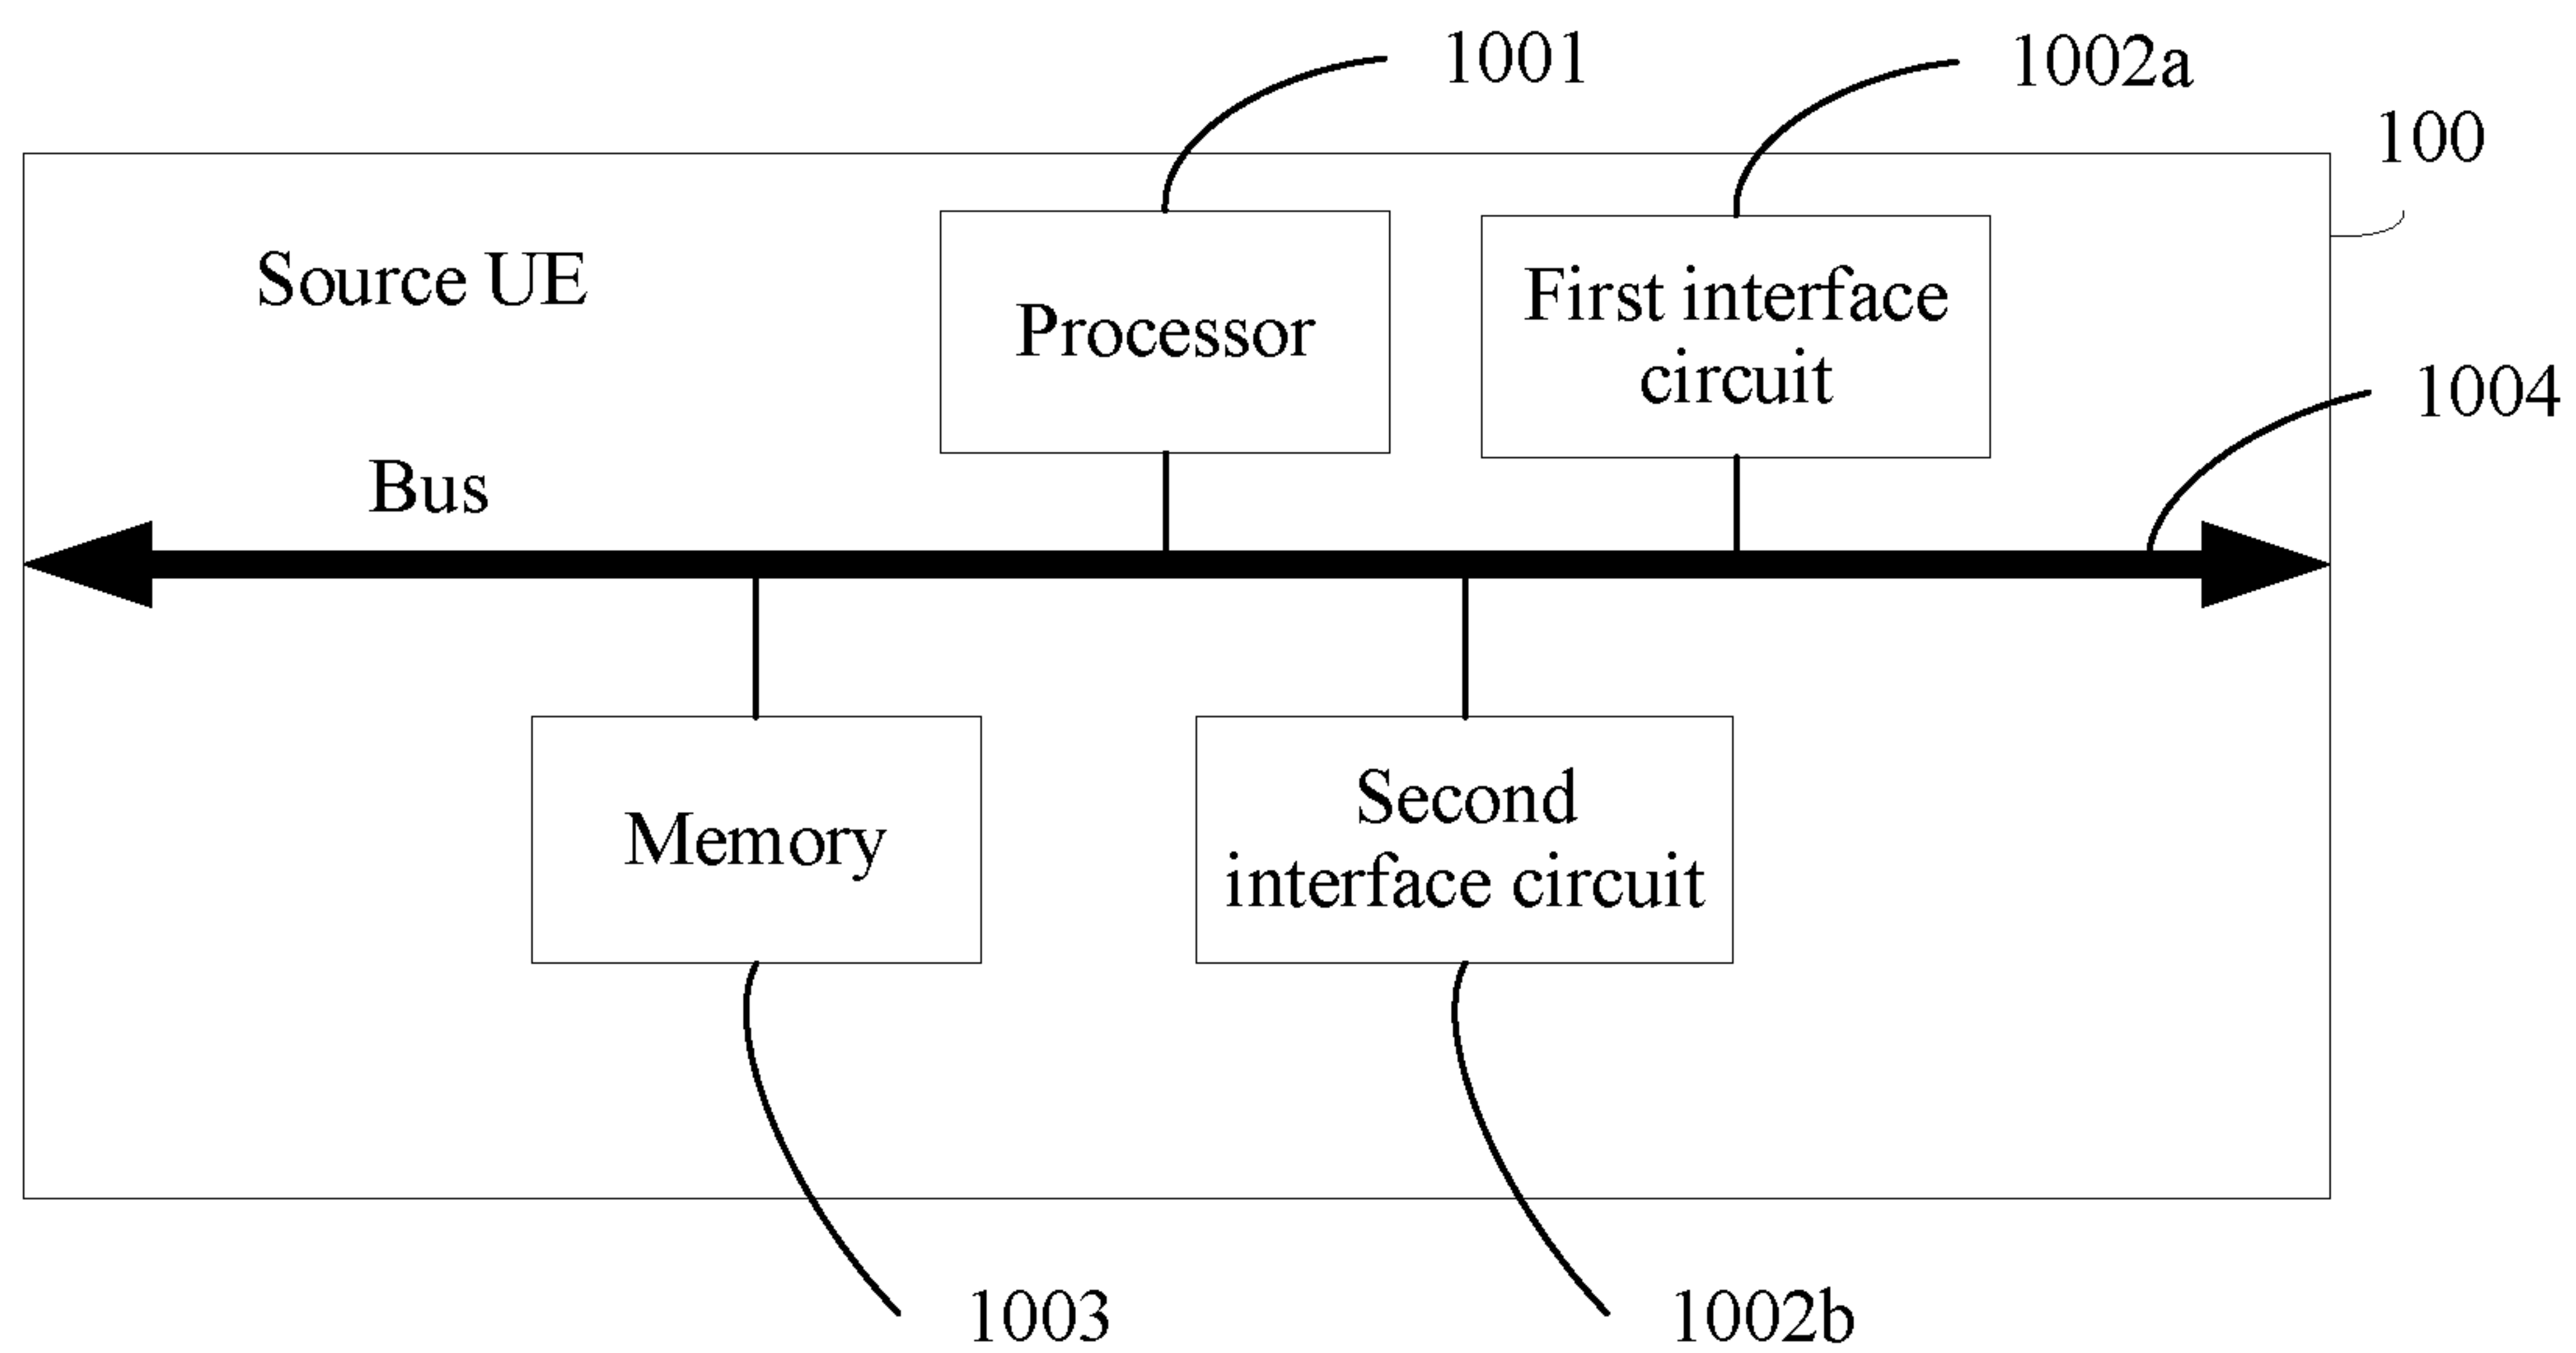 1001
1002a
100
Source UE
Processor
First interface
circuit
1004
Bus
Memory
Second
interface circuit
1003
1002b